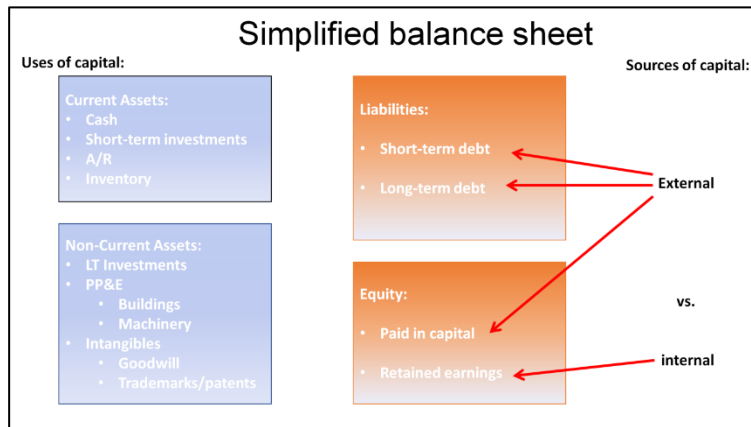 Simplified balance sheet
Uses of capital:
Sources of capital:
Current Assets:
• Cash
• Short-term investments
• A/R
• Inventory
Non-Current Assets:
• LT Investments
• PP&E
• Buildings
• Machinery
• Intangibles
• Goodwill
• Trademarks/patents
Liabilities:
• Short-term debt
• Long-term debt
Equity:
• Paid in capital
• Retained earnings
External
vs.
internal